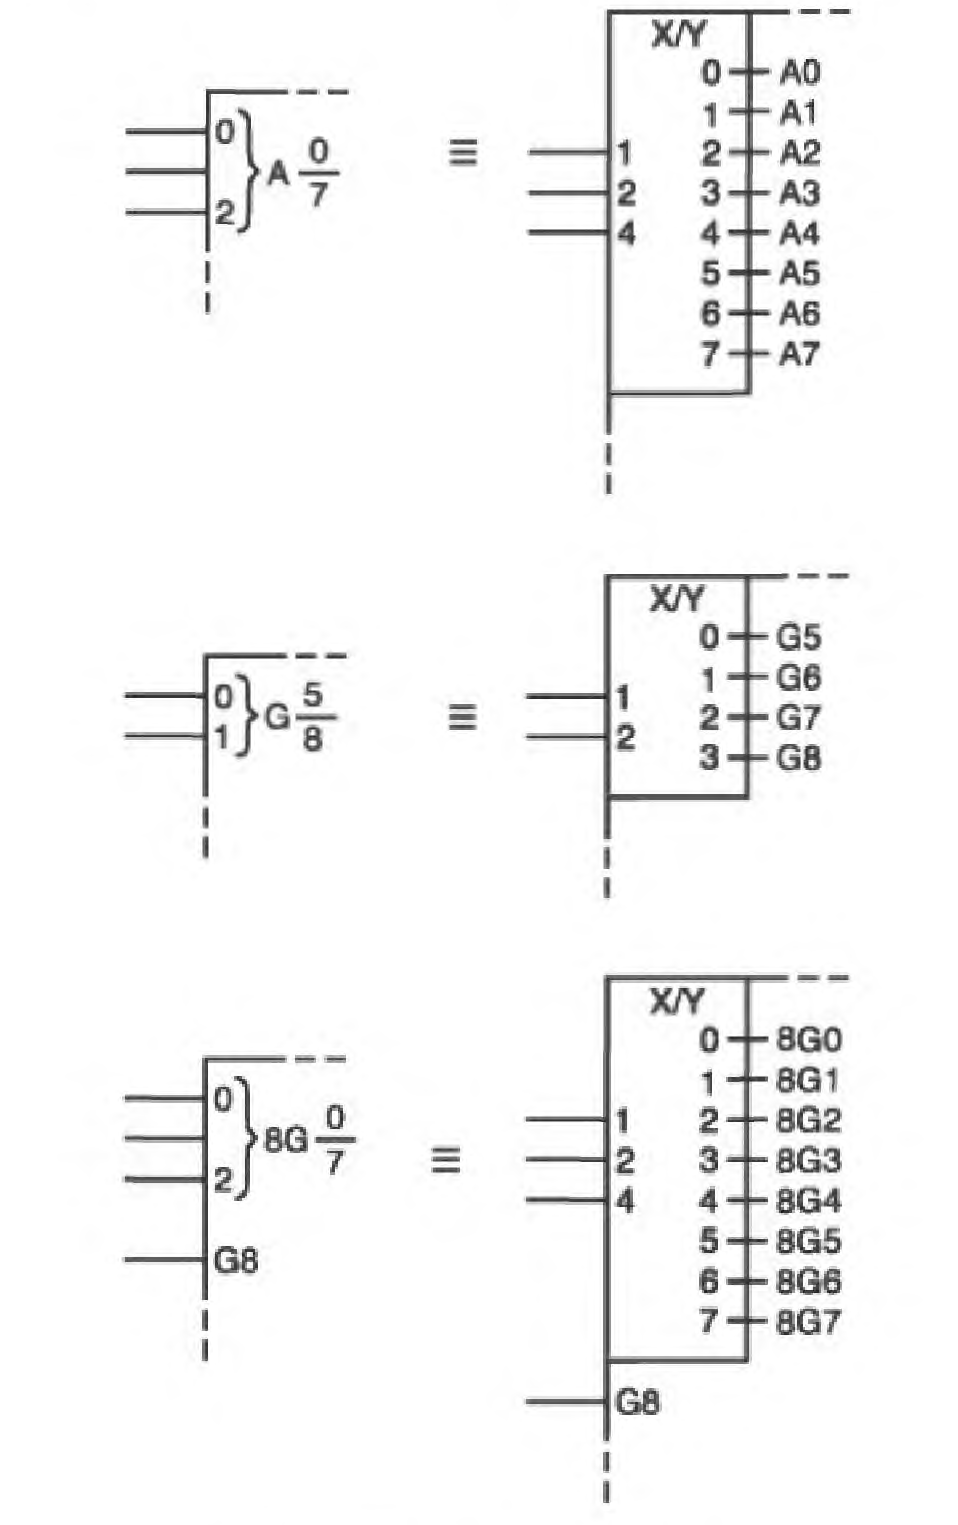 X/Y
0 A0
1 A1
0 } A 0/7 ≡ 1 2 A2
2 3 A3
2 4 4 A4
5 A5
6 A6
7 A7
X/Y
0 G5
0 } G 5/8 ≡ 1 1 G6
1 2 2 G7
3 G8
X/Y
0 8G0
0 1 8G1
} 8G 0/7 ≡ 1 2 8G2
2 3 8G3
2 4 4 8G4
5 8G5
G8 6 8G6
7 8G7
G8